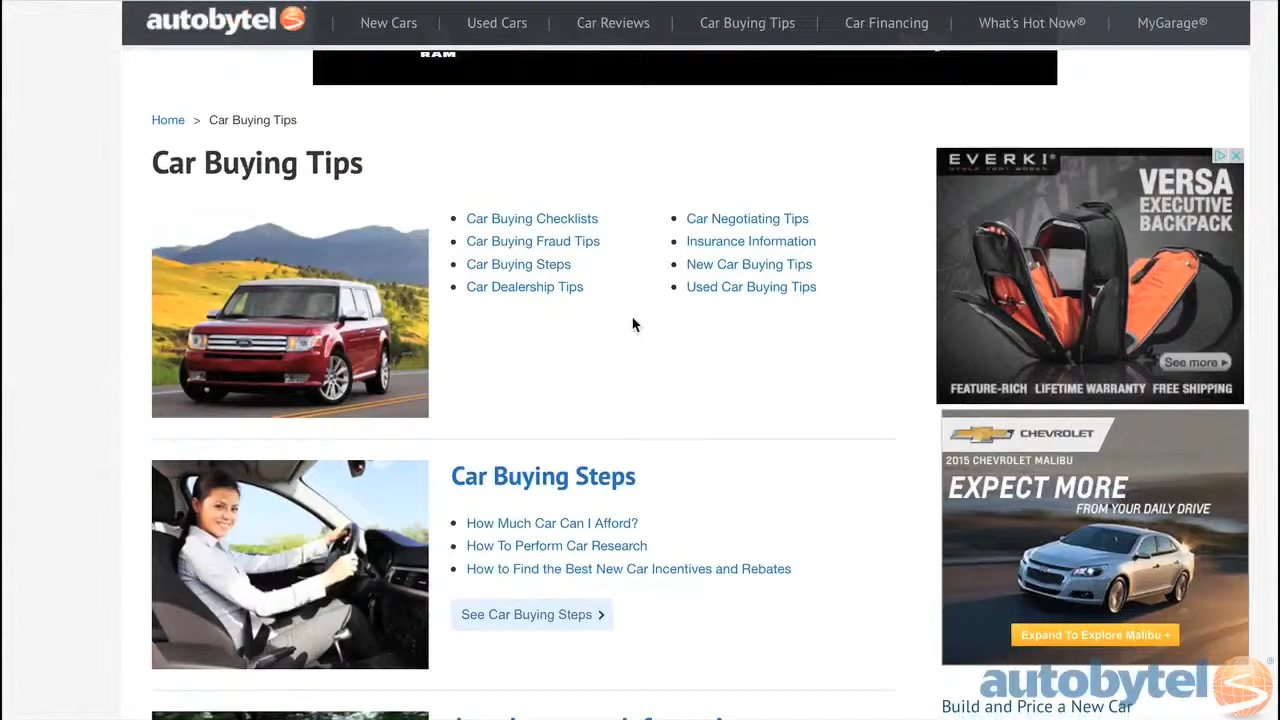 autobytel
New Cars
Used Cars
Car Reviews
Car Buying Tips
Car Financing
What's Hot Now®
MyGarage®
RAM
Home > Car Buying Tips
Car Buying Tips
Car Buying Checklists
Car Buying Fraud Tips
Car Buying Steps
Car Dealership Tips
Car Negotiating Tips
Insurance Information
New Car Buying Tips
Used Car Buying Tips
EVERKI®
STYLE THAT WORKS
VERSA
EXECUTIVE
BACKPACK
See more
FEATURE-RICH LIFETIME WARRANTY FREE SHIPPING
Car Buying Steps
How Much Car Can I Afford?
How To Perform Car Research
How to Find the Best New Car Incentives and Rebates
See Car Buying Steps >
CHEVROLET
2015 CHEVROLET MALIBU
EXPECT MORE
FROM YOUR DAILY DRIVE
Expand To Explore Malibu +
autobytel®
Build and Price a New Car